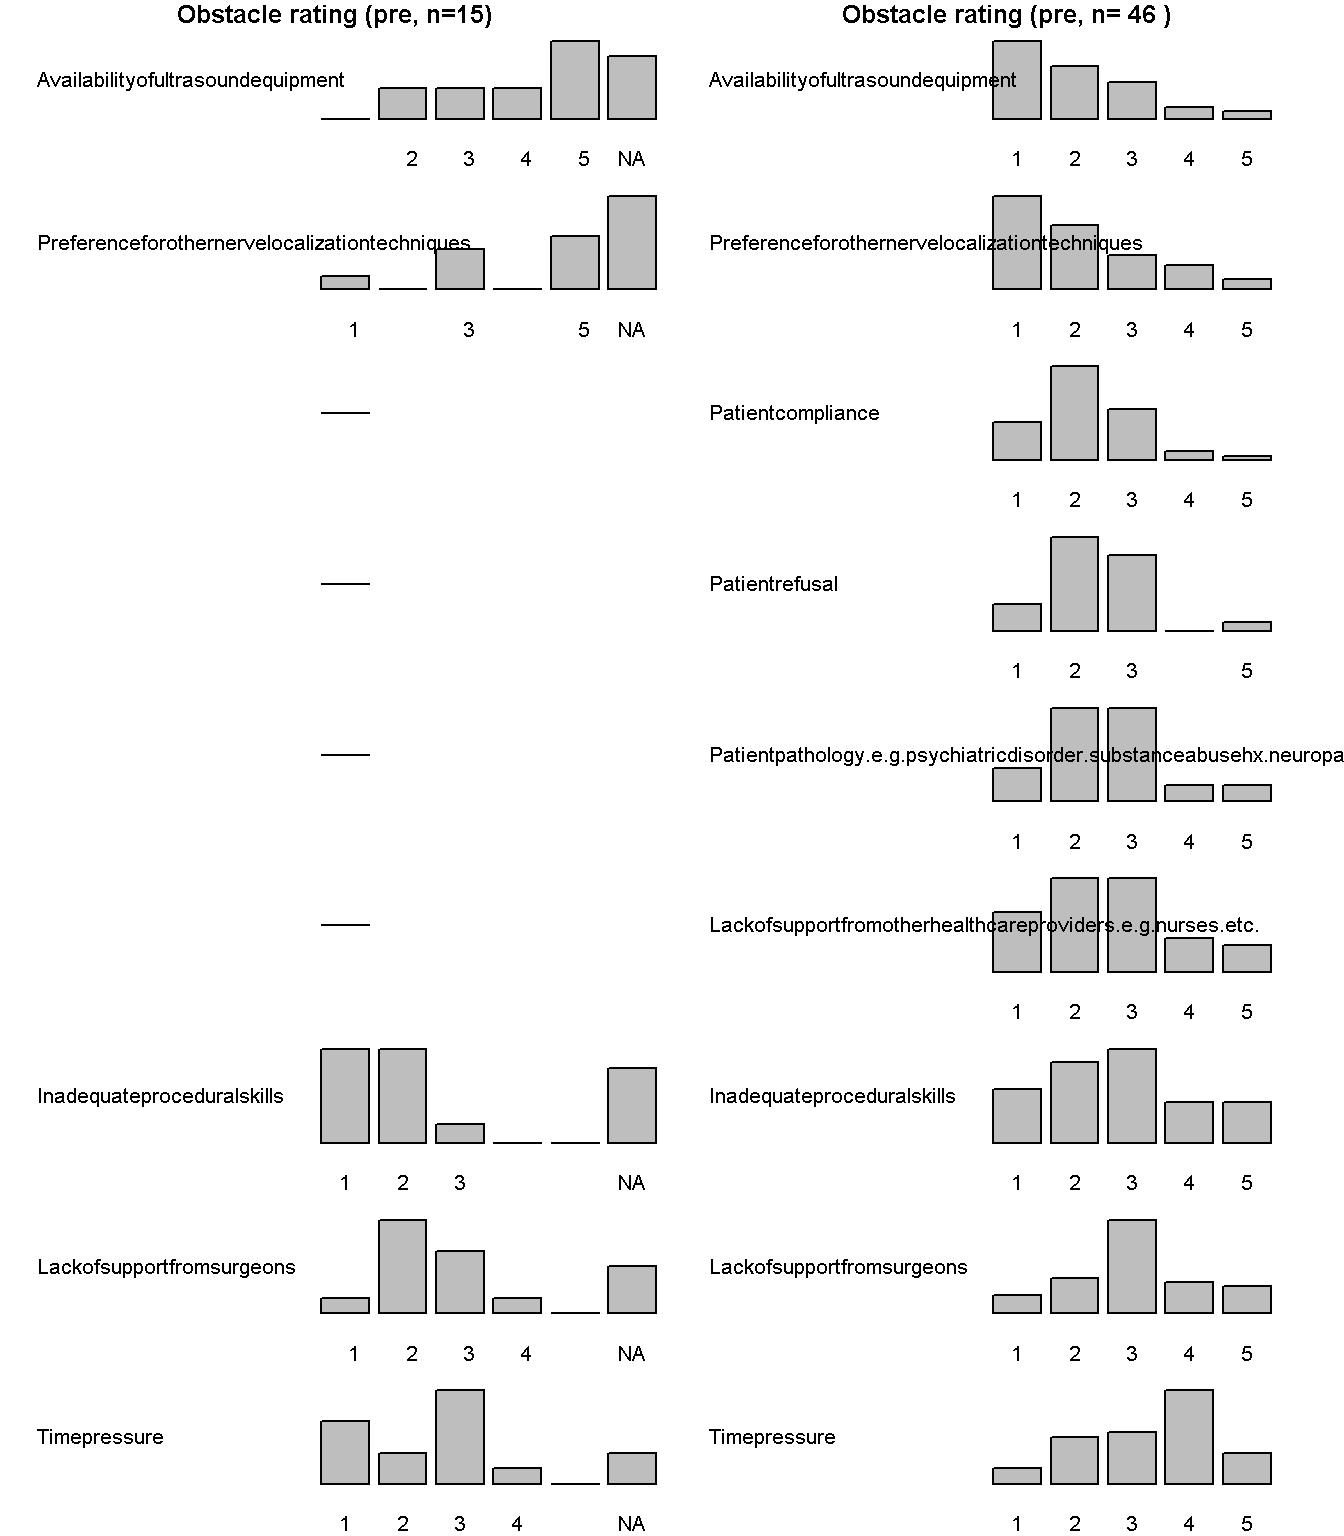 Obstacle rating (pre, n=15)
Obstacle rating (pre, n= 46 )
Availabilityofultrasoundequipment
2 3 4 5 NA
Availabilityofultrasoundequipment
1 2 3 4 5
Preferenceforothernervelocalizationtechniques
1 3 5 NA
Preferenceforothernervelocalizationtechniques
1 2 3 4 5
Patientcompliance
1 2 3 4 5
Patientrefusal
1 2 3 5
Patientpathology.e.g.psychiatricdisorder.substanceabusehx.neuropa
1 2 3 4 5
Lackofsupportfromotherhealthcareproviders.e.g.nurses.etc.
1 2 3 4 5
Inadequateproceduralskills
1 2 3 NA
Inadequateproceduralskills
1 2 3 4 5
Lackofsupportfromsurgeons
1 2 3 4 NA
Lackofsupportfromsurgeons
1 2 3 4 5
Timepressure
1 2 3 4 NA
Timepressure
1 2 3 4 5